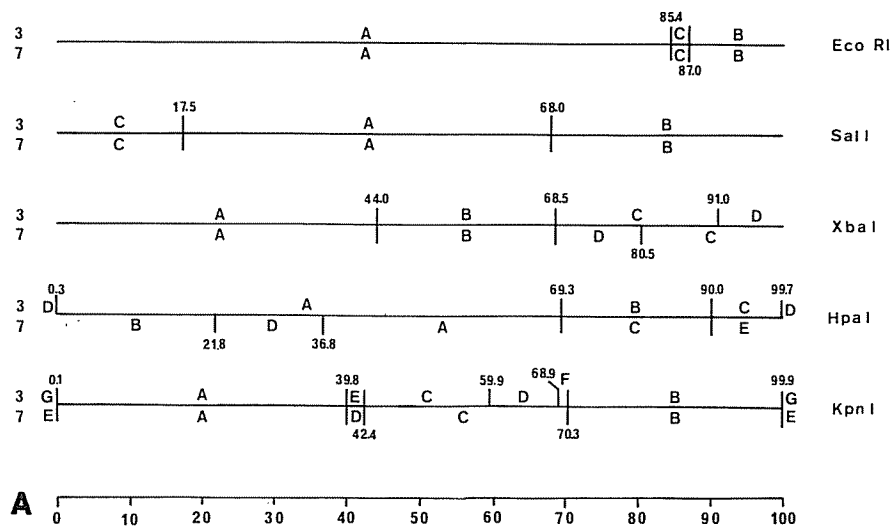 85.4
3 A C B
Eco RI
7 A C B
87.0
17.5 68.0
3 C A B
Sal I
7 C A B
44.0 68.5 91.0
3 A B C D
Xba I
7 A B D C
80.5
0.3 69.3 90.0 99.7
3 D A B C D
Hpa I
7 B D A C E
21.8 36.8
0.1 39.8 59.9 68.9 F 99.9
3 G A E C D B G
Kpn I
7 E A D C B E
42.4 70.3
A
0 10 20 30 40 50 60 70 80 90 100